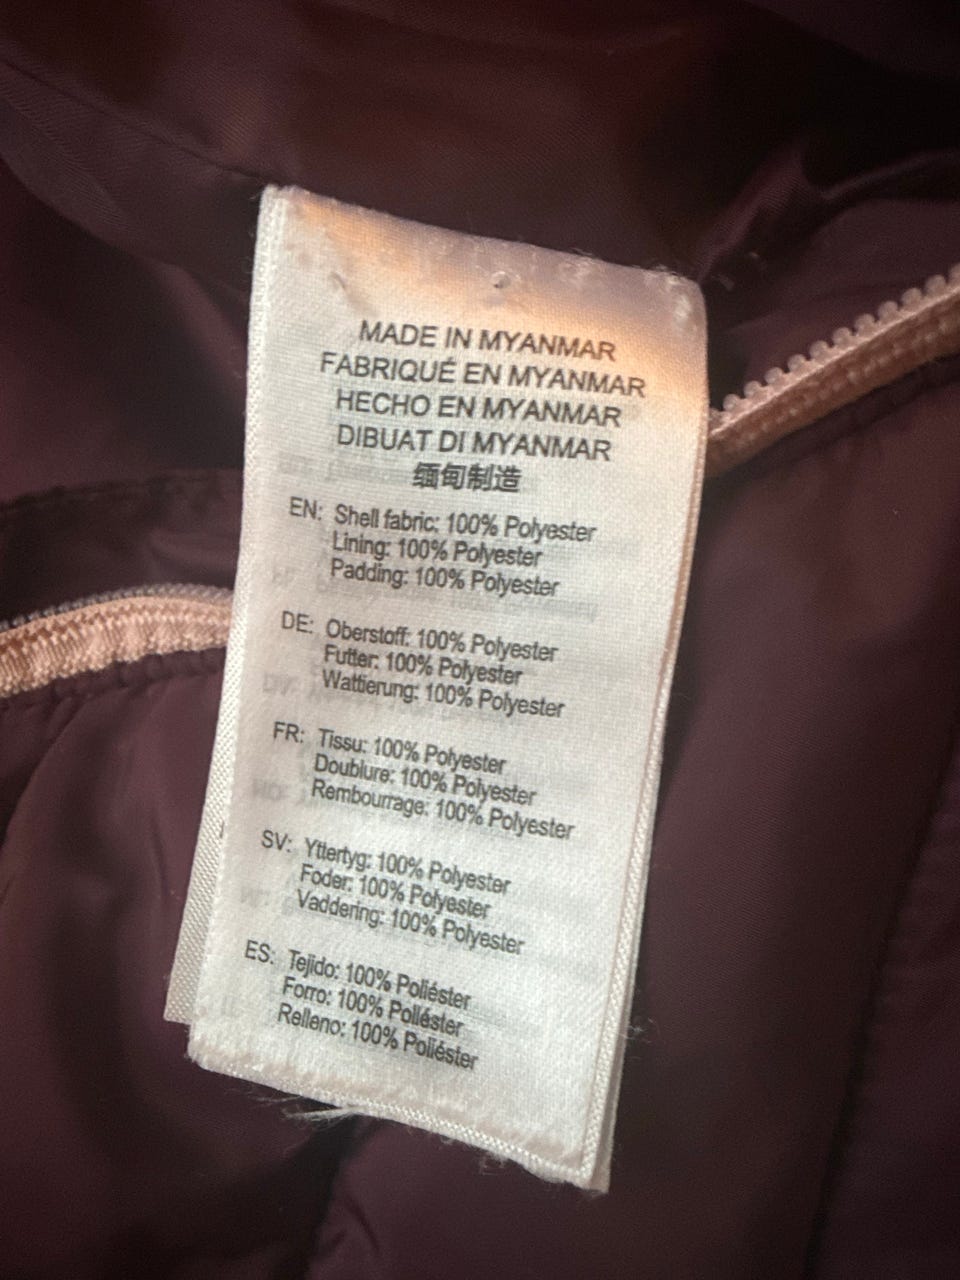 MADE IN MYANMAR
FABRIQUÉ EN MYANMAR
HECHO EN MYANMAR
DIBUAT DI MYANMAR
缅甸制造
EN: Shell fabric: 100% Polyester
Lining: 100% Polyester
Padding: 100% Polyester
DE: Oberstoff: 100% Polyester
Futter: 100% Polyester
Wattierung: 100% Polyester
FR: Tissu: 100% Polyester
Doublure: 100% Polyester
Rembourrage: 100% Polyester
SV: Yttertyg: 100% Polyester
Foder: 100% Polyester
Vaddering: 100% Polyester
ES: Tejido: 100% Poliéster
Forro: 100% Poliéster
Relleno: 100% Poliéster